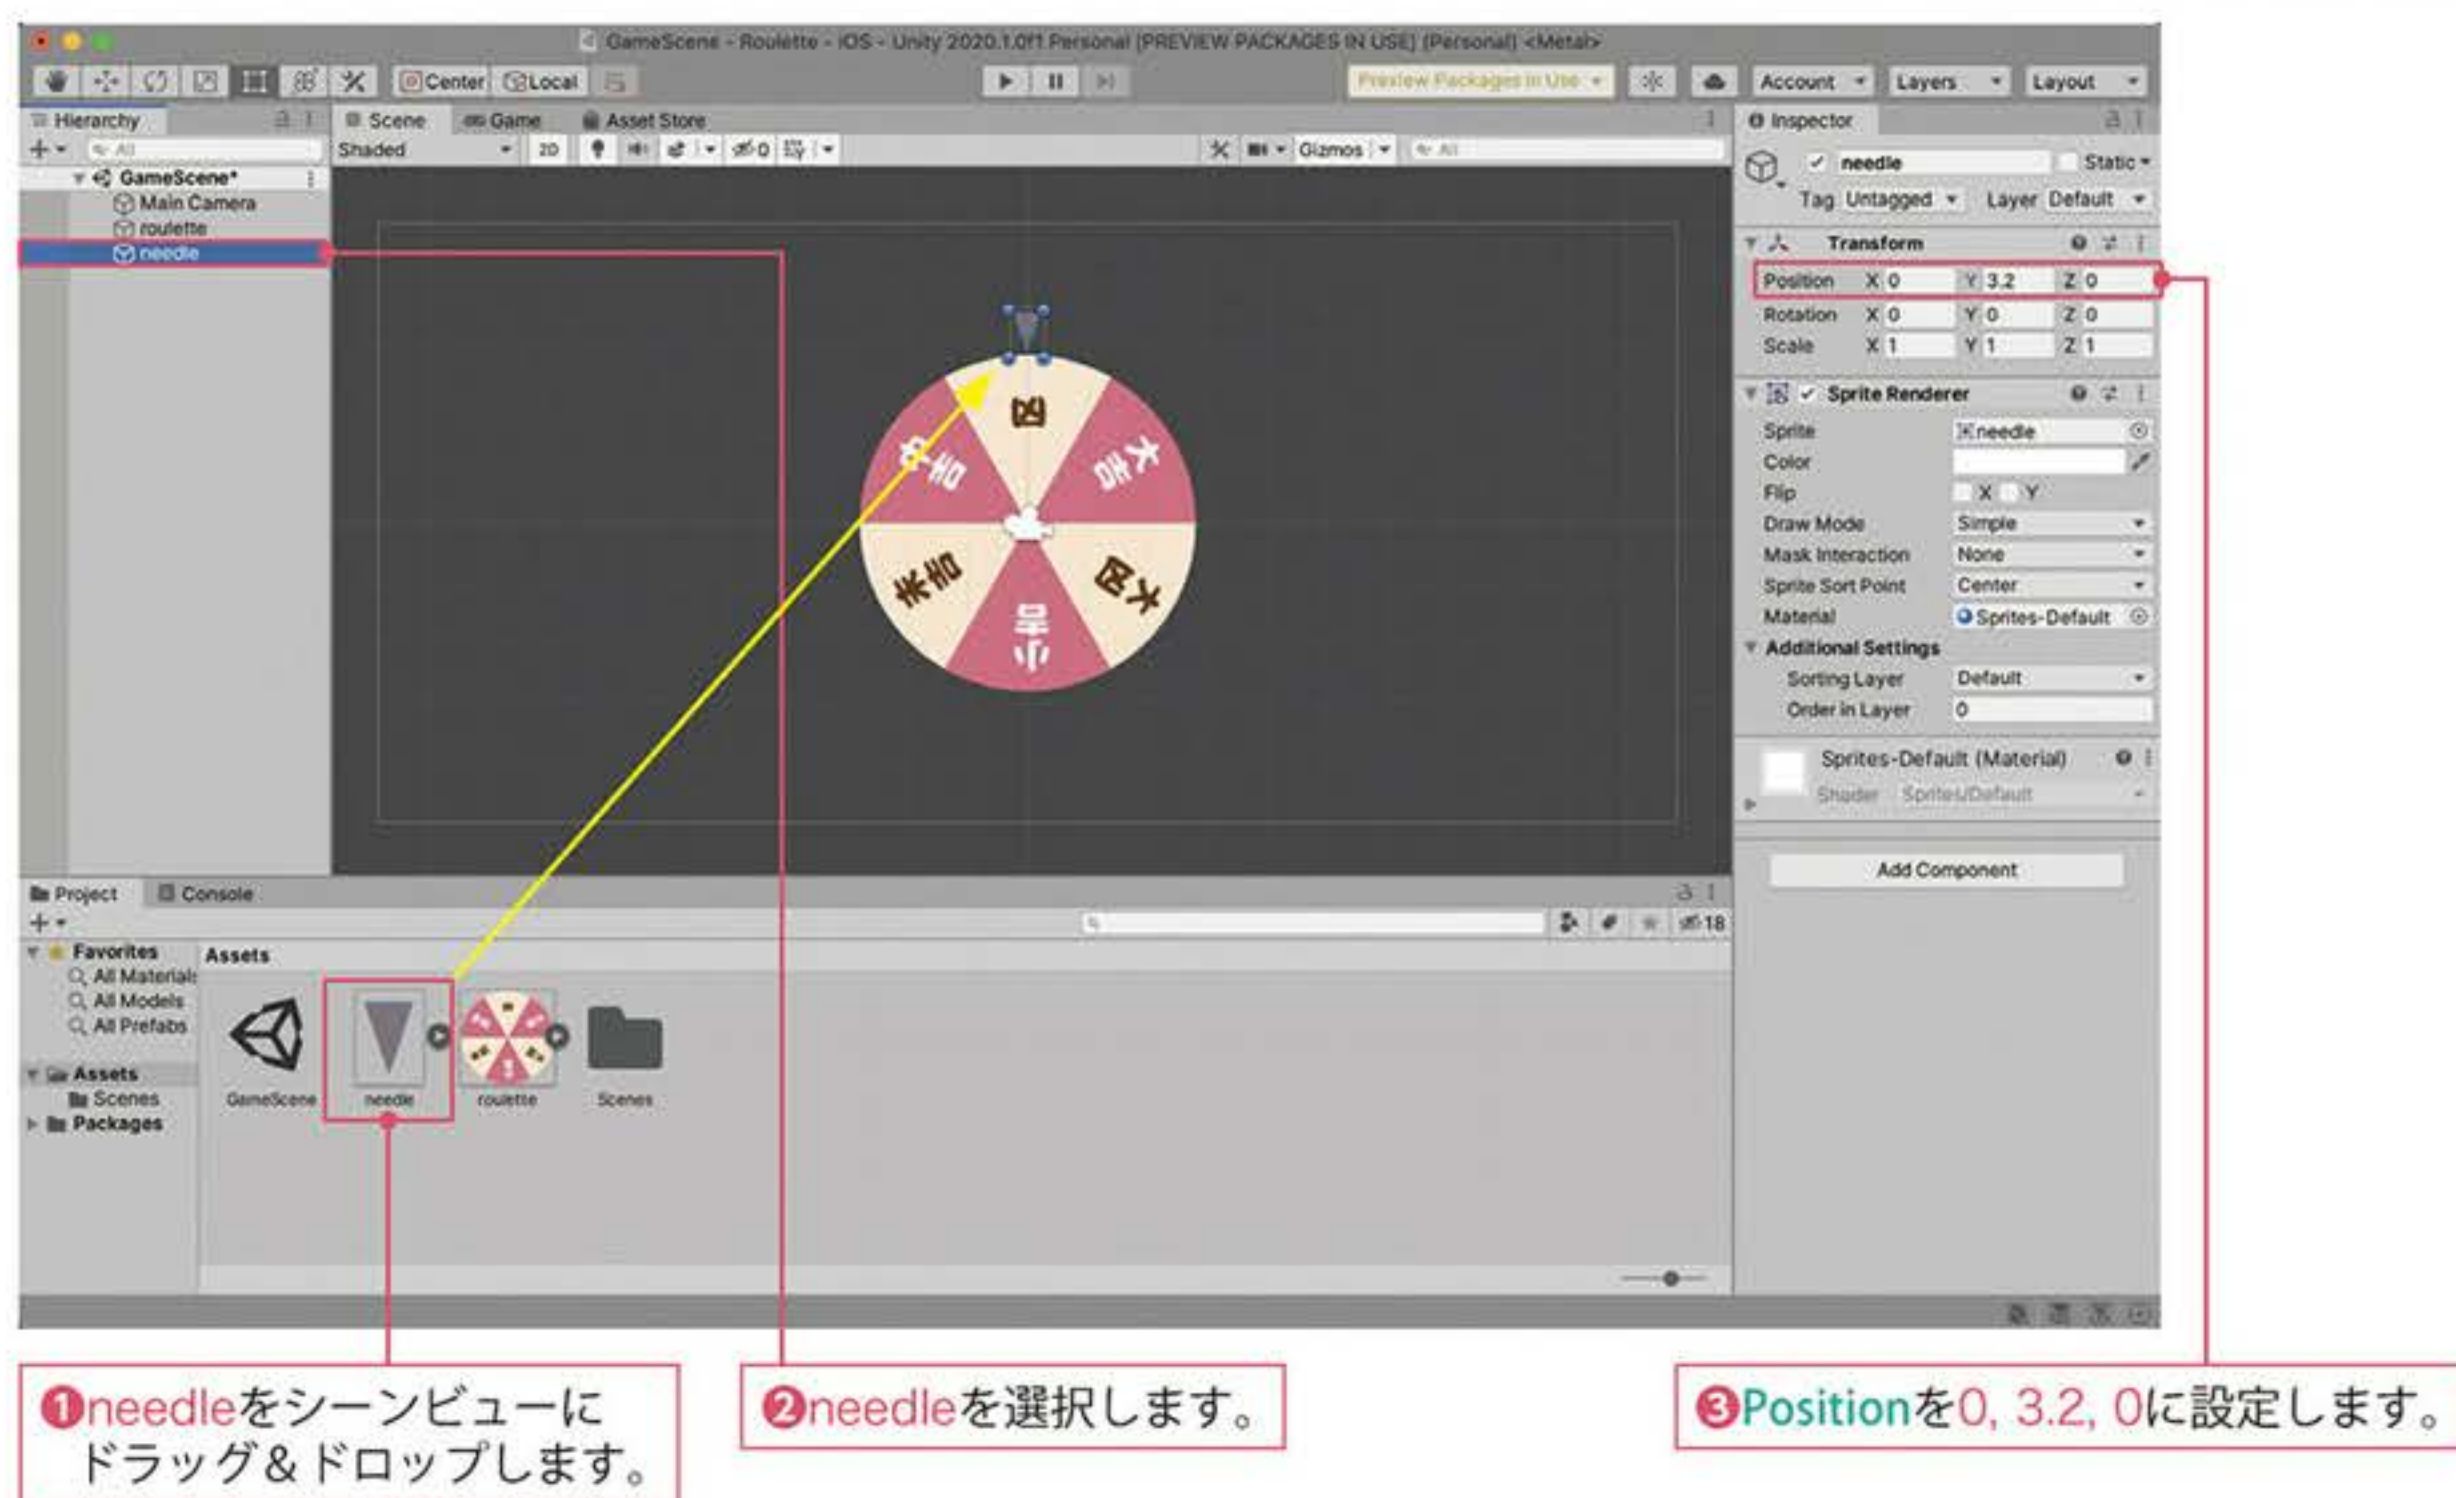 GameScene - Roulette - iOS - Unity 2020.1.0f1 Personal [PREVIEW PACKAGES IN USE] (Personal) <Metal>
Center Local
Preview Packages in Use
Account Layers Layout
Hierarchy
All
GameScene*
Main Camera
roulette
needle
Scene Game Asset Store
Shaded 2D 0 Gizmos All
凶
大吉
大凶
小吉
末吉
中吉
Inspector
needle Static
Tag Untagged Layer Default
Transform
Position X 0 Y 3.2 Z 0
Rotation X 0 Y 0 Z 0
Scale X 1 Y 1 Z 1
Sprite Renderer
Sprite needle
Color
Flip X Y
Draw Mode Simple
Mask Interaction None
Sprite Sort Point Center
Material Sprites-Default
Additional Settings
Sorting Layer Default
Order in Layer 0
Sprites-Default (Material)
Shader Sprites/Default
Add Component
Project Console
18
Favorites
All Materials
All Models
All Prefabs
Assets
Scenes
Packages
Assets
GameScene needle roulette Scenes
❶needleをシーンビューに
ドラッグ&ドロップします。
❷needleを選択します。
❸Positionを0, 3.2, 0に設定します。